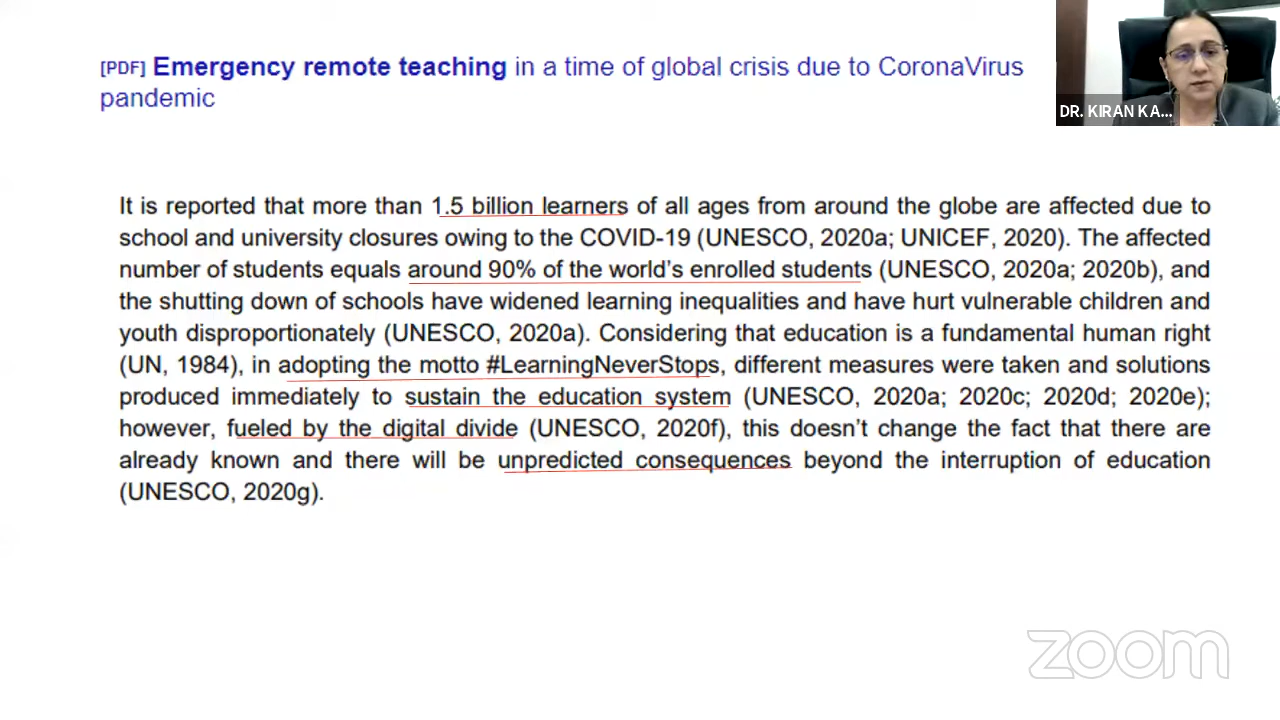 [PDF] Emergency remote teaching in a time of global crisis due to CoronaVirus
pandemic
DR. KIRAN K A...
It is reported that more than 1.5 billion learners of all ages from around the globe are affected due to
school and university closures owing to the COVID-19 (UNESCO, 2020a; UNICEF, 2020). The affected
number of students equals around 90% of the world's enrolled students (UNESCO, 2020a; 2020b), and
the shutting down of schools have widened learning inequalities and have hurt vulnerable children and
youth disproportionately (UNESCO, 2020a). Considering that education is a fundamental human right
(UN, 1984), in adopting the motto #LearningNeverStops, different measures were taken and solutions
produced immediately to sustain the education system (UNESCO, 2020a; 2020c; 2020d; 2020e);
however, fueled by the digital divide (UNESCO, 2020f), this doesn't change the fact that there are
already known and there will be unpredicted consequences beyond the interruption of education
(UNESCO, 2020g).
zoom